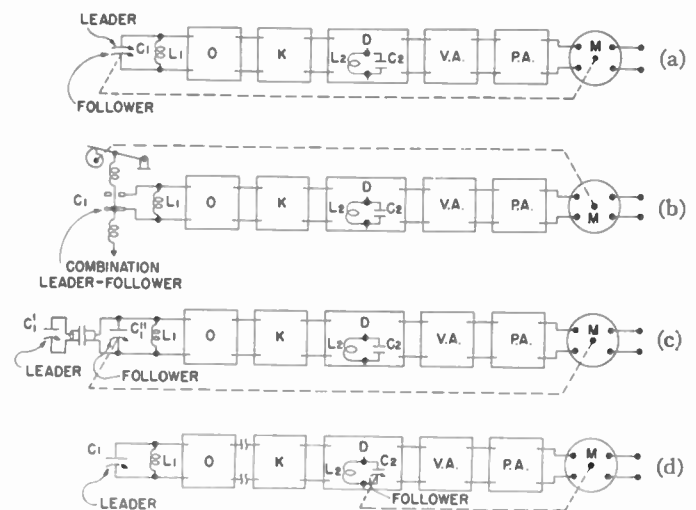 LEADER
C1 L1 O K D L2 C2 V.A. P.A. M (a)
FOLLOWER
C1 L1 O K D L2 C2 V.A. P.A. M M (b)
COMBINATION
LEADER-FOLLOWER
C1' C1'' L1 O K D L2 C2 V.A. P.A. M (c)
LEADER FOLLOWER
C1 L1 O K D L2 C2 V.A. P.A. M (d)
LEADER FOLLOWER